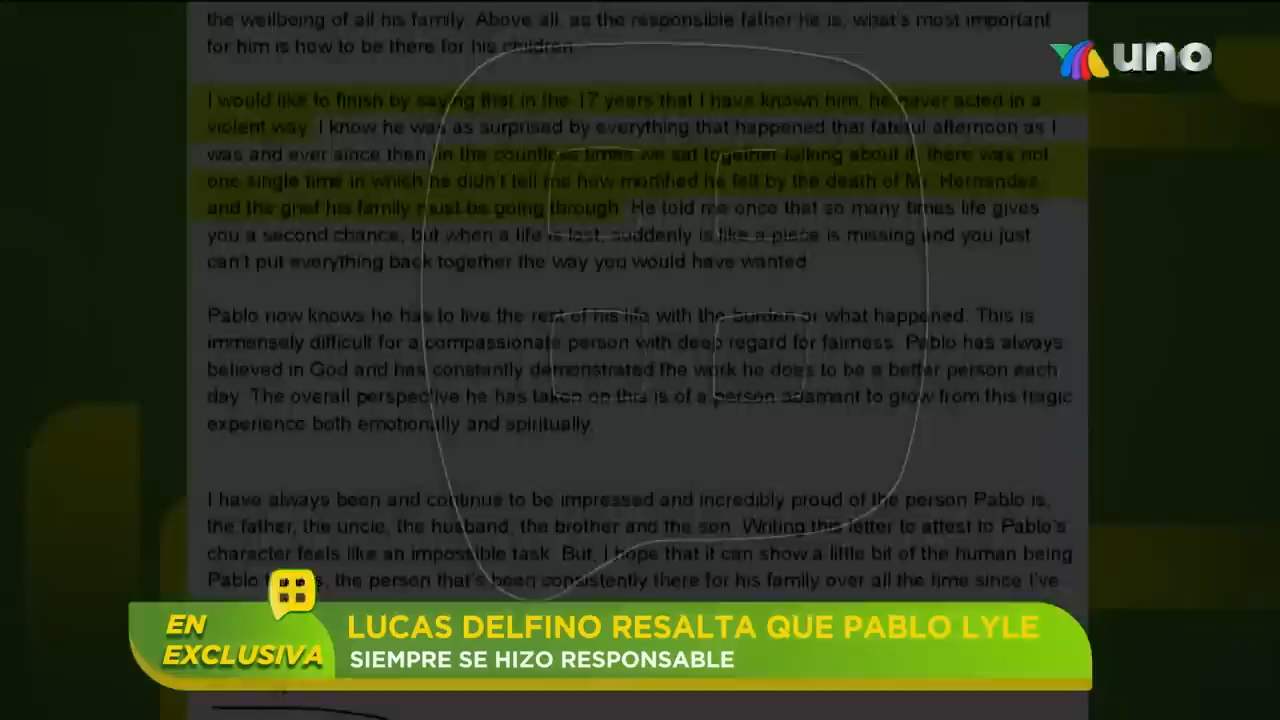 the wellbeing of all his family. Above all, as the responsible father he is, what's most important
for him is how to be there for his children.
uno
I would like to finish by saying that in the 17 years that I have known him, he never acted in a
violent way. I know he was as surprised by everything that happened that fateful afternoon as I
was and ever since then, in the countless times we sat together talking about it, there was not
one single time in which he didn't tell me how mortified he felt by the death of Mr. Hernandez
and the grief his family must be going through. He told me once that so many times life gives
you a second chance, but when a life is lost, suddenly is like a piece is missing and you just
can't put everything back together the way you would have wanted.
Pablo now knows he has to live the rest of his life with the burden of what happened. This is
immensely difficult for a compassionate person with deep regard for fairness. Pablo has always
believed in God and has constantly demonstrated the work he does to be a better person each
day. The overall perspective he has taken on this is of a person adamant to grow from this tragic
experience both emotionally and spiritually.
I have always been and continue to be impressed and incredibly proud of the person Pablo is,
the father, the uncle, the husband, the brother and the son. Writing this letter to attest to Pablo's
character feels like an impossible task. But, I hope that it can show a little bit of the human being
Pablo the person that's been consistently there for his family over all the time since I've
EN
EXCLUSIVA
LUCAS DELFINO RESALTA QUE PABLO LYLE
SIEMPRE SE HIZO RESPONSABLE